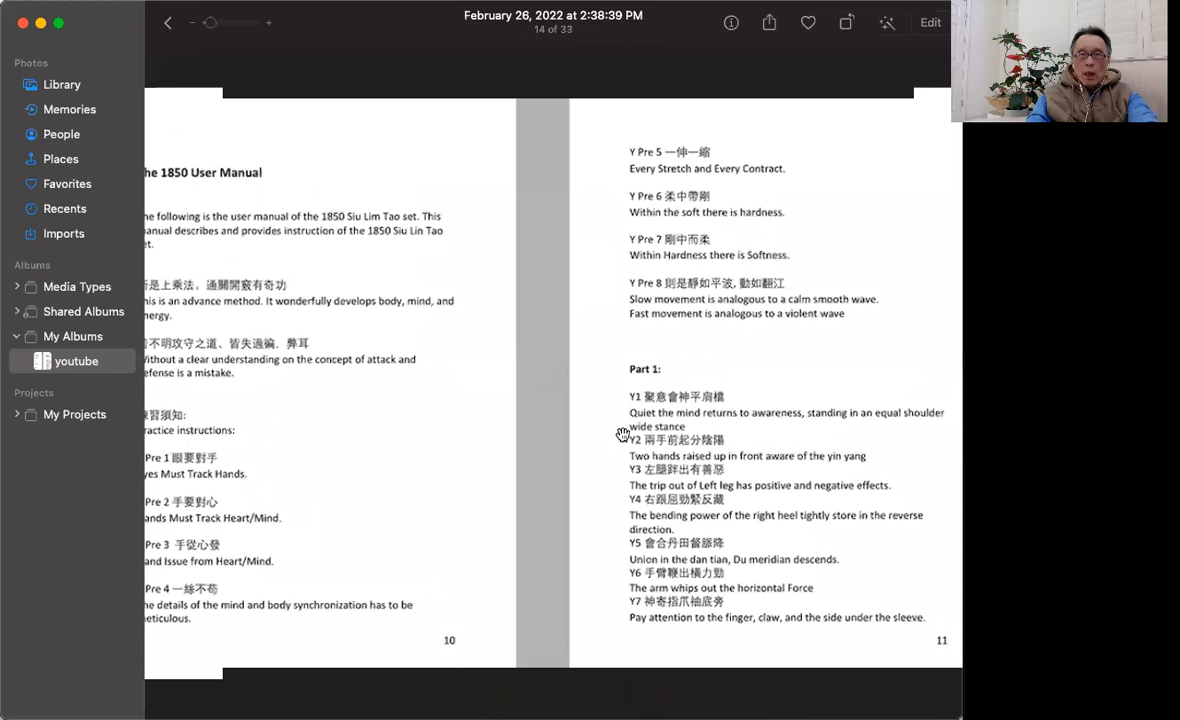 February 26, 2022 at 2:38:39 PM
14 of 33
Edit
Photos
Library
Memories
People
Places
Favorites
Recents
Imports
Albums
Media Types
Shared Albums
My Albums
youtube
Projects
My Projects
he 1850 User Manual
he following is the user manual of the 1850 Siu Lim Tao set. This
anual describes and provides instruction of the 1850 Siu Lin Tao
et.
是上乘法。通關開竅有奇功
his is an advance method. It wonderfully develops body, mind, and
nergy.
不明攻守之道、皆失過徧. 弊耳
ithout a clear understanding on the concept of attack and
efense is a mistake.
練習須知:
ractice instructions:
Pre 1 眼要對手
yes Must Track Hands.
Pre 2 手要對心
ands Must Track Heart/Mind.
Pre 3 手從心發
and Issue from Heart/Mind.
Pre 4 一絲不苟
he details of the mind and body synchronization has to be
eticulous.
10
Y Pre 5 一伸一縮
Every Stretch and Every Contract.
Y Pre 6 柔中帶剛
Within the soft there is hardness.
Y Pre 7 剛中而柔
Within Hardness there is Softness.
Y Pre 8 則是靜如平波, 動如翻江
Slow movement is analogous to a calm smooth wave.
Fast movement is analogous to a violent wave
Part 1:
Y1 聚意會神平肩襠
Quiet the mind returns to awareness, standing in an equal shoulder
wide stance
Y2 兩手前起分陰陽
Two hands raised up in front aware of the yin yang
Y3 左腿跘出有善惡
The trip out of Left leg has positive and negative effects.
Y4 右跟屈勁緊反藏
The bending power of the right heel tightly store in the reverse
direction.
Y5 會合丹田督脈降
Union in the dan tian, Du meridian descends.
Y6 手臂鞭出橫力勁
The arm whips out the horizontal Force
Y7 神寄指爪袖底旁
Pay attention to the finger, claw, and the side under the sleeve.
11